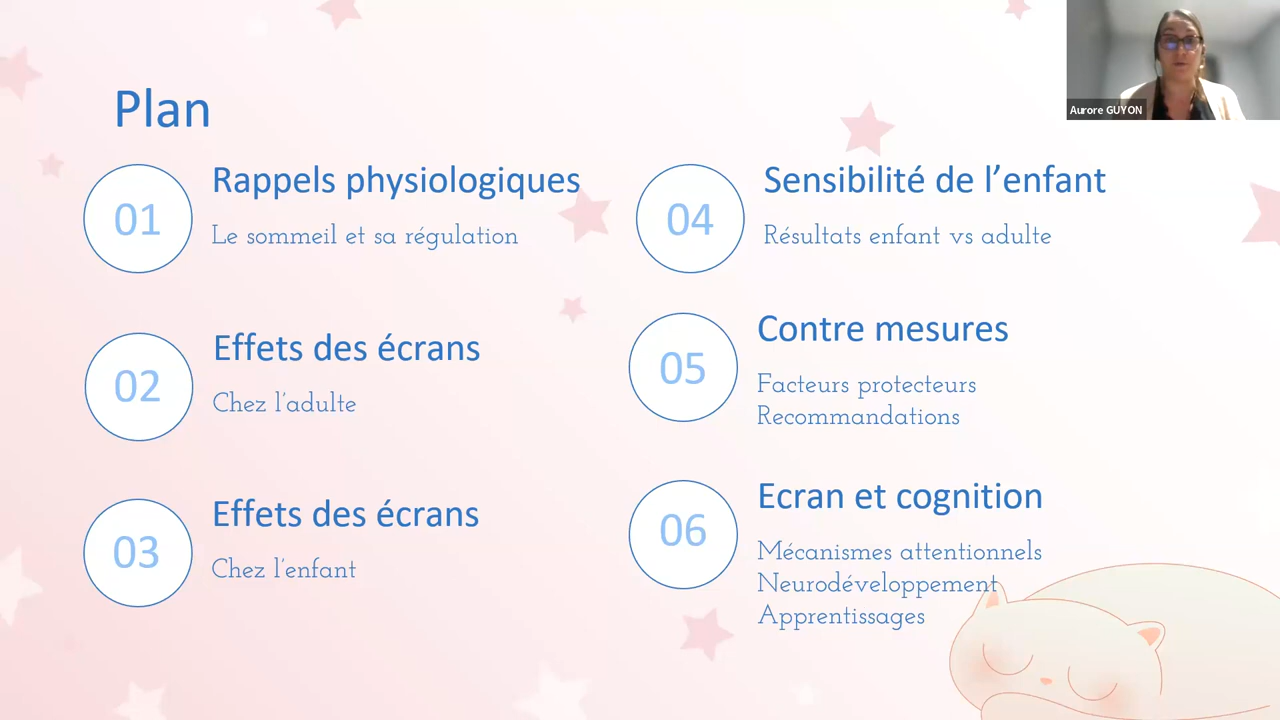 Plan
01
Rappels physiologiques
Le sommeil et sa régulation
02
Effets des écrans
Chez l'adulte
03
Effets des écrans
Chez l'enfant
04
Sensibilité de l'enfant
Résultats enfant vs adulte
05
Contre mesures
Facteurs protecteurs
Recommandations
06
Ecran et cognition
Mécanismes attentionnels
Neurodéveloppement
Apprentissages
Aurore GUYON